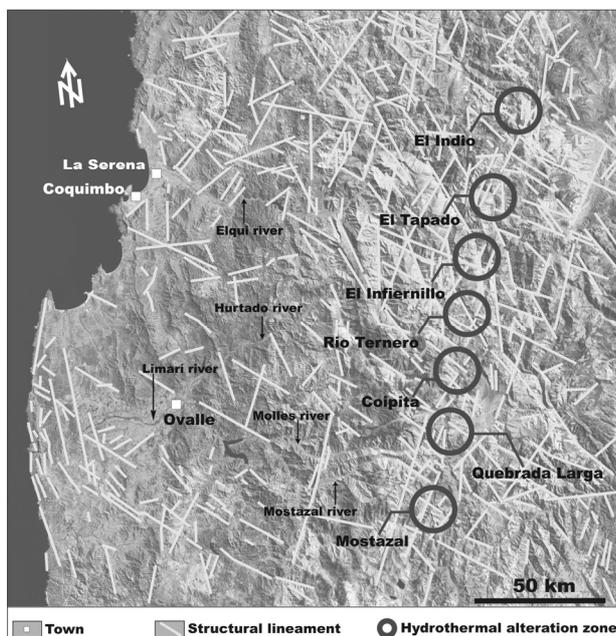 N
El Indio
La Serena
Coquimbo
El Tapado
Elqui river
El Infiernillo
Hurtado river
Río Ternero
Limarí river
Coipita
Ovalle
Molles river
Quebrada Larga
Mostazal river
Mostazal
50 km
Town
Structural lineament
Hydrothermal alteration zone